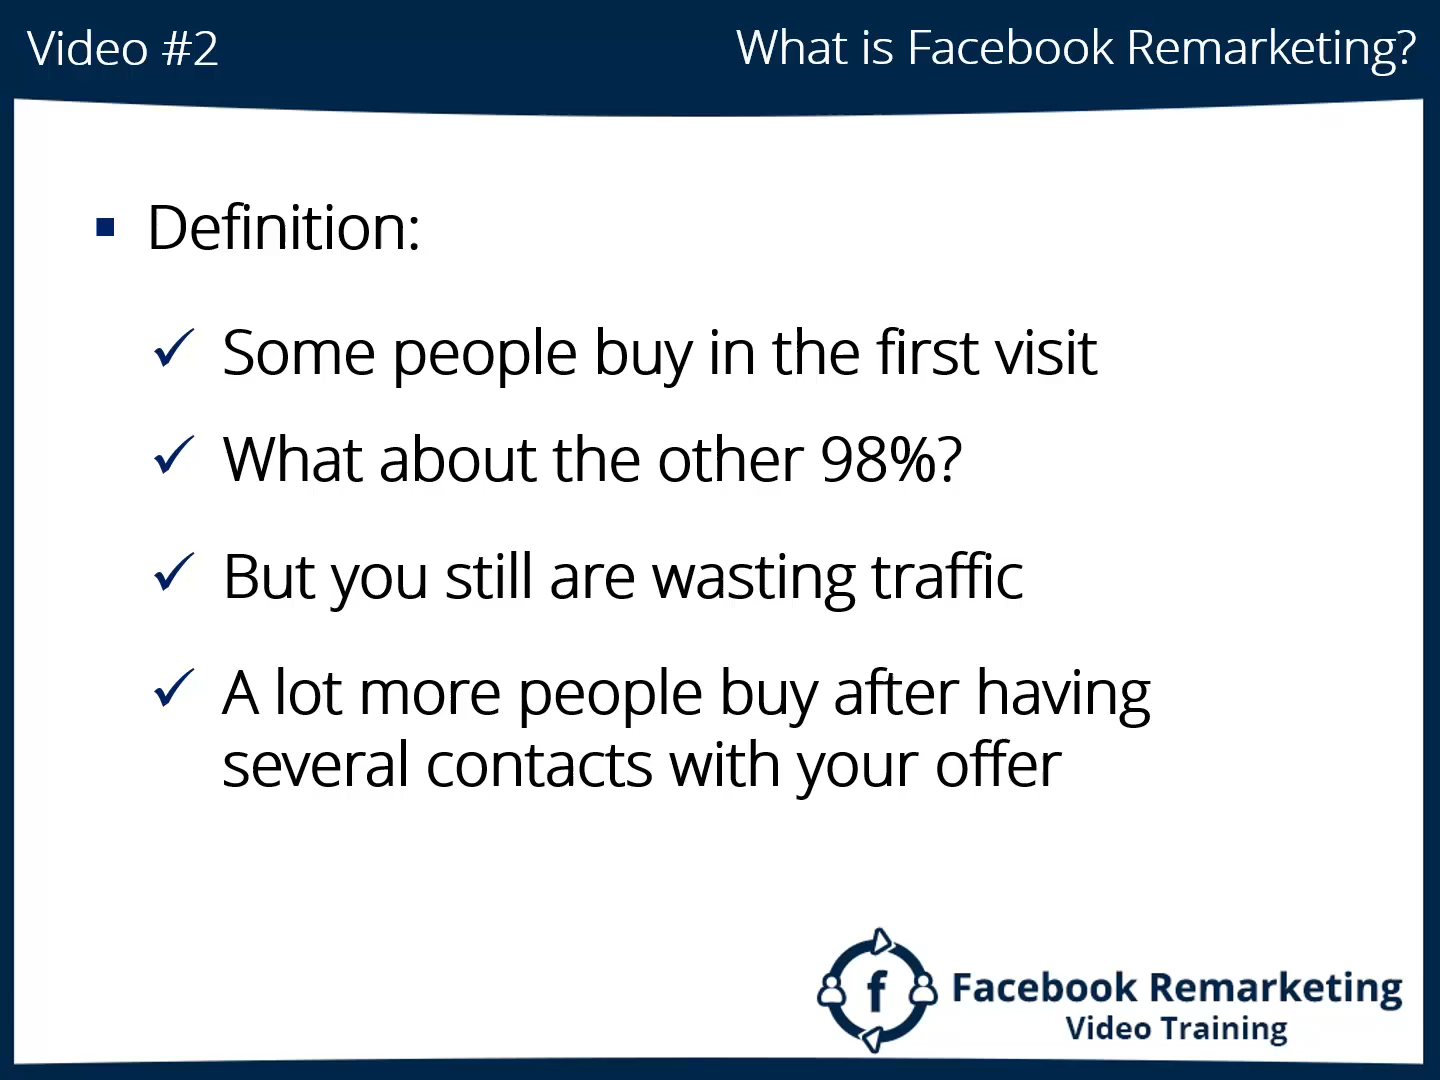 Video #2
What is Facebook Remarketing?
Definition:
Some people buy in the first visit
What about the other 98%?
But you still are wasting traffic
A lot more people buy after having
several contacts with your offer
f
Facebook Remarketing
Video Training